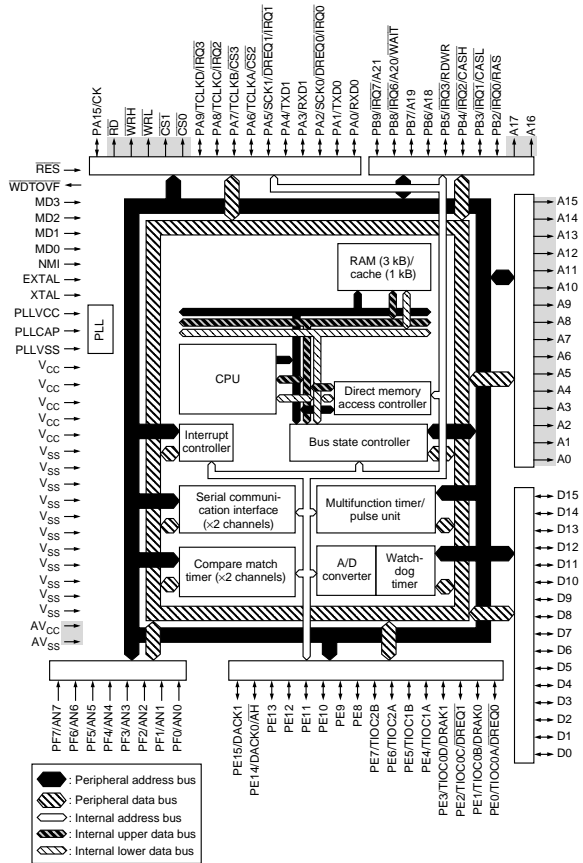 PA15/CK
RD
WRH
WRL
CS1
CS0
PA9/TCLKD/IRQ3
PA8/TCLKC/IRQ2
PA7/TCLKB/CS3
PA6/TCLKA/CS2
PA5/SCK1/DREQ1/IRQ1
PA4/TXD1
PA3/RXD1
PA2/SCK0/DREQ0/IRQ0
PA1/TXD0
PA0/RXD0
PB9/IRQ7/A21
PB8/IRQ6/A20/WAIT
PB7/A19
PB6/A18
PB5/IRQ3/RDWR
PB4/IRQ2/CASH
PB3/IRQ1/CASL
PB2/IRQ0/RAS
A17
A16
RES
WDTOVF
MD3
MD2
MD1
MD0
NMI
EXTAL
XTAL
PLLVCC
PLLCAP
PLLVSS
VCC
VCC
VCC
VCC
VCC
VSS
VSS
VSS
VSS
VSS
VSS
VSS
VSS
VSS
VSS
AVCC
AVSS
PLL
RAM (3 kB)/
cache (1 kB)
CPU
Direct memory
access controller
Interrupt
controller
Bus state controller
Serial communi-
cation interface
(×2 channels)
Multifunction timer/
pulse unit
Compare match
timer (×2 channels)
A/D
converter
Watch-
dog
timer
A15
A14
A13
A12
A11
A10
A9
A8
A7
A6
A5
A4
A3
A2
A1
A0
D15
D14
D13
D12
D11
D10
D9
D8
D7
D6
D5
D4
D3
D2
D1
D0
PF7/AN7
PF6/AN6
PF5/AN5
PF4/AN4
PF3/AN3
PF2/AN2
PF1/AN1
PF0/AN0
PE15/DACK1
PE14/DACK0/AH
PE13
PE12
PE11
PE10
PE9
PE8
PE7/TIOC2B
PE6/TIOC2A
PE5/TIOC1B
PE4/TIOC1A
PE3/TIOC0D/DRAK1
PE2/TIOC0C/DREQ1
PE1/TIOC0B/DRAK0
PE0/TIOC0A/DREQ0
: Peripheral address bus
: Peripheral data bus
: Internal address bus
: Internal upper data bus
: Internal lower data bus